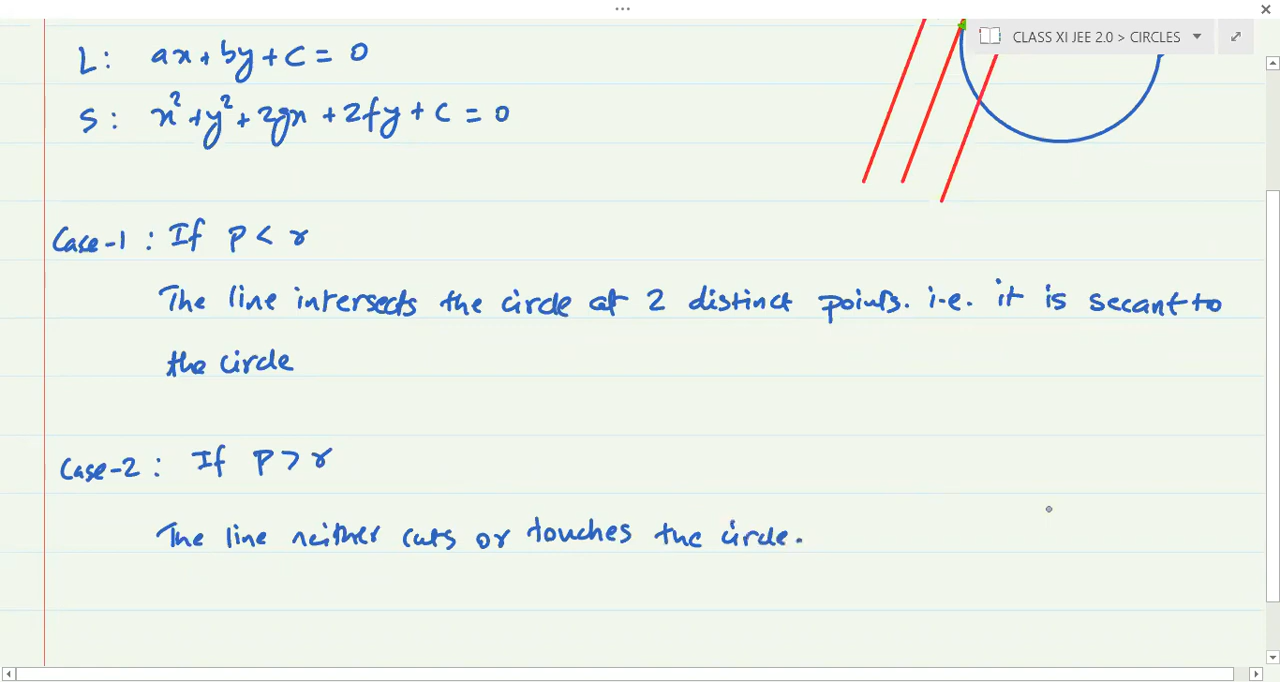 CLASS XI JEE 2.0 > CIRCLES
L: ax + by + c = 0
S: x² + y² + 2gx + 2fy + c = 0
Case-1 : If p < r
The line intersects the circle at 2 distinct points. i.e. it is secant to
the circle
Case-2 : If p > r
The line neither cuts or touches the circle.